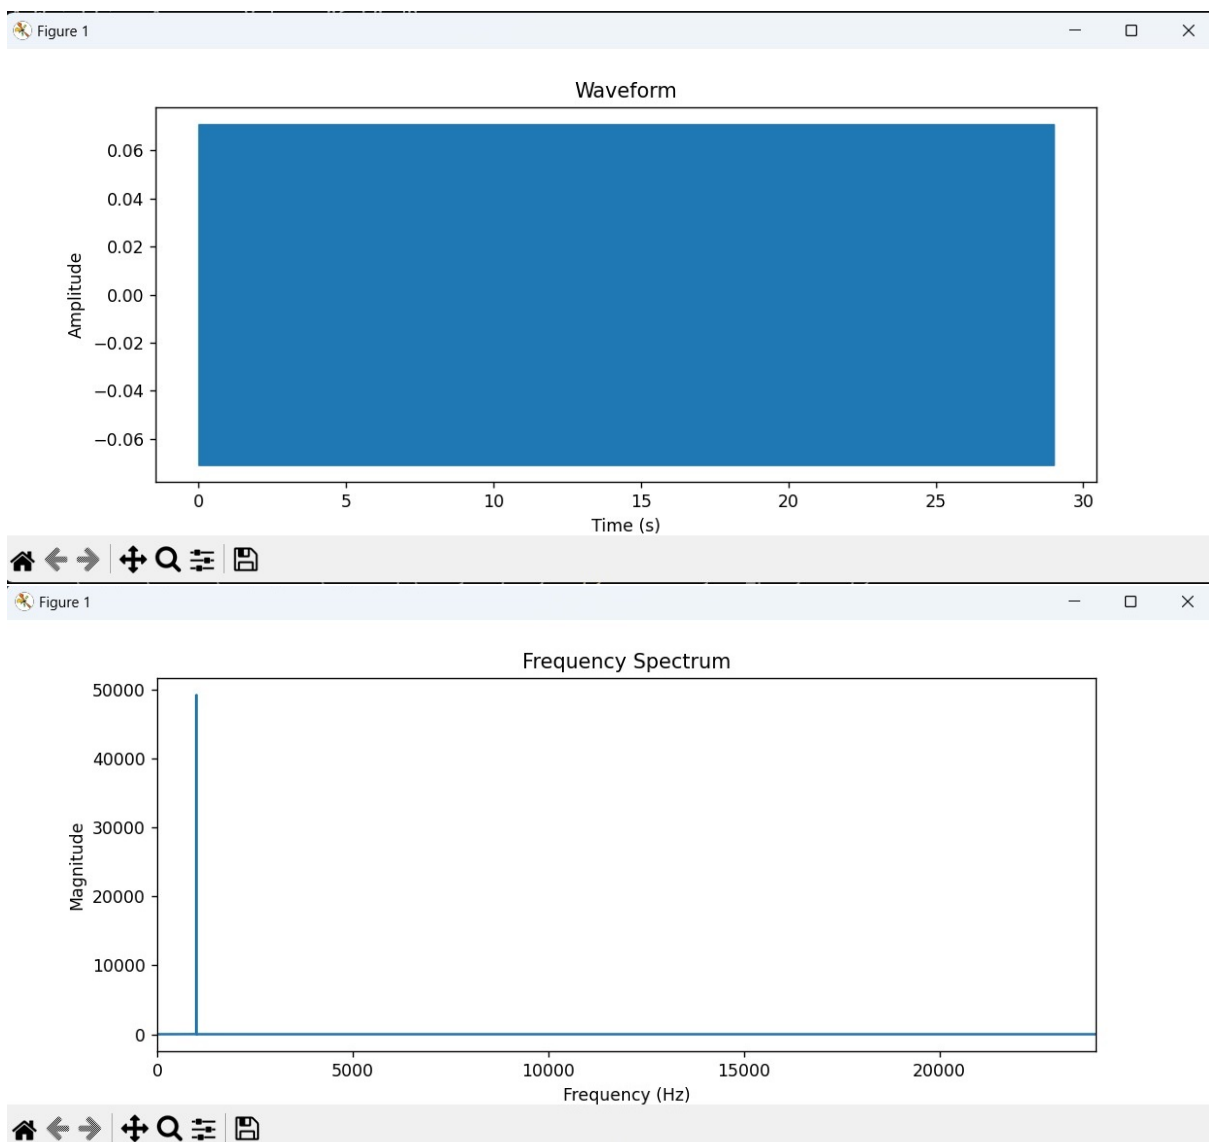 Figure 1
Waveform
0.06
0.04
0.02
0.00
−0.02
−0.04
−0.06
Amplitude
0 5 10 15 20 25 30
Time (s)
Figure 1
Frequency Spectrum
50000
40000
30000
20000
10000
0
Magnitude
0 5000 10000 15000 20000
Frequency (Hz)